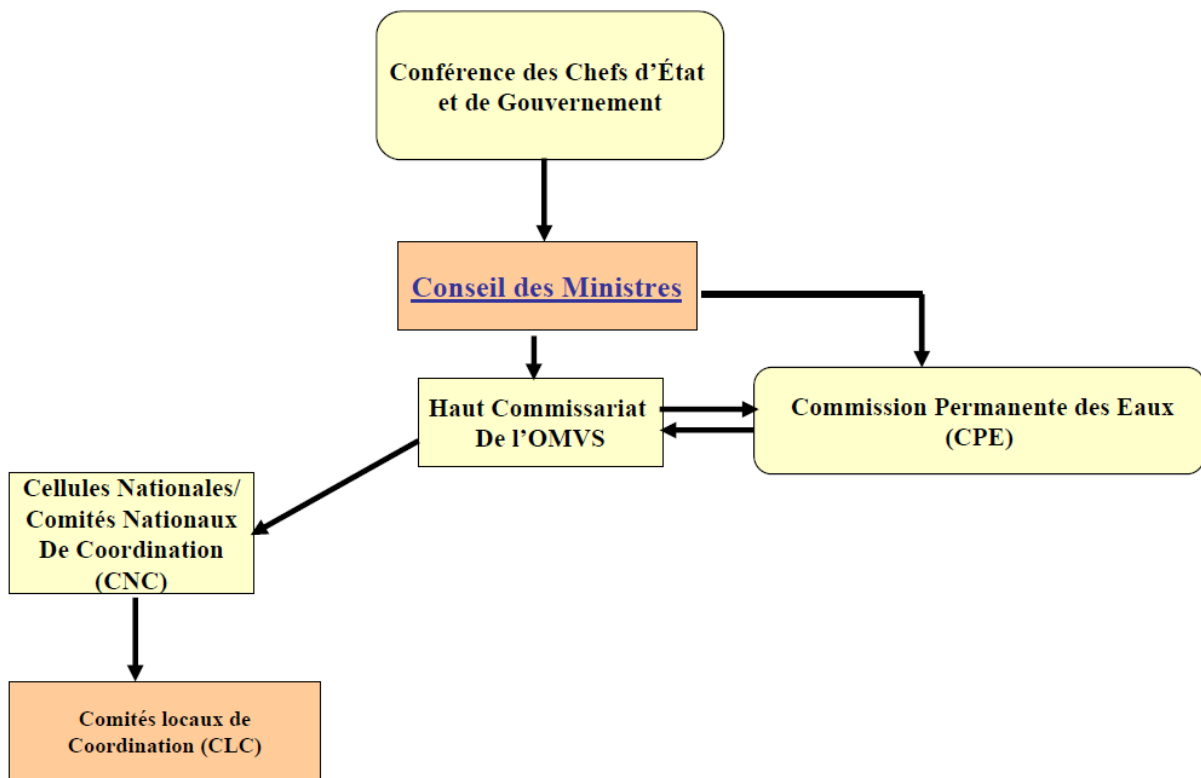 Conférence des Chefs d’État
et de Gouvernement
Conseil des Ministres
Haut Commissariat
De l’OMVS
Commission Permanente des Eaux
(CPE)
Cellules Nationales/
Comités Nationaux
De Coordination
(CNC)
Comités locaux de
Coordination (CLC)